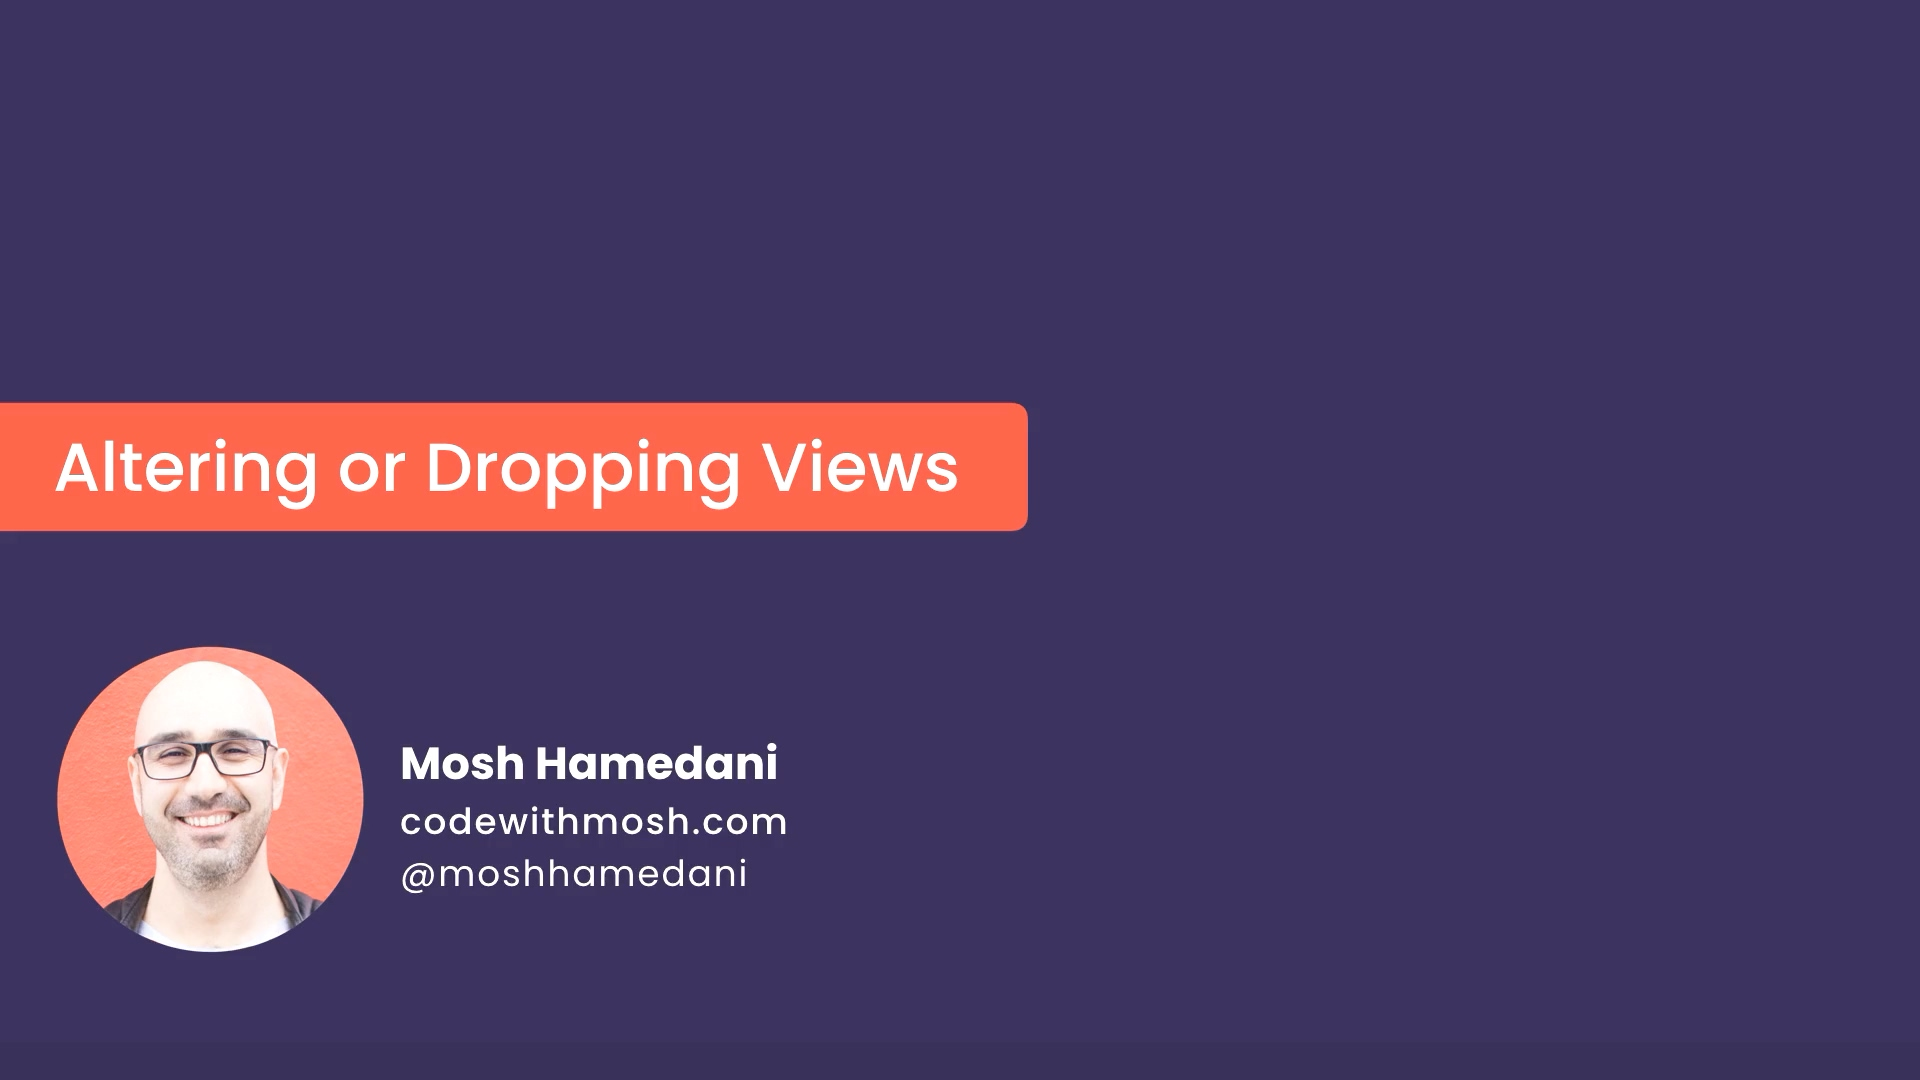 Altering or Dropping Views
Mosh Hamedani
codewithmosh.com
@moshhamedani